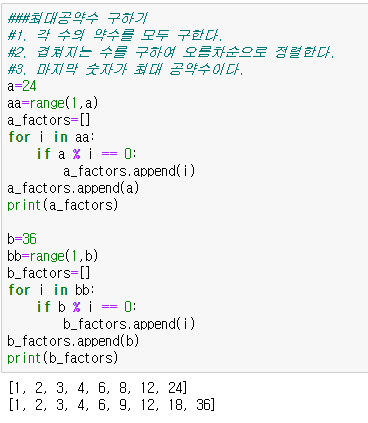 ###최대공약수 구하기
#1. 각 수의 약수를 모두 구한다.
#2. 겹쳐지는 수를 구하여 오름차순으로 정렬한다.
#3. 마지막 숫자가 최대 공약수이다.
a=24
aa=range(1,a)
a_factors=[]
for i in aa:
    if a % i == 0:
        a_factors.append(i)
a_factors.append(a)
print(a_factors)

b=36
bb=range(1,b)
b_factors=[]
for i in bb:
    if b % i == 0:
        b_factors.append(i)
b_factors.append(b)
print(b_factors)
[1, 2, 3, 4, 6, 8, 12, 24]
[1, 2, 3, 4, 6, 9, 12, 18, 36]